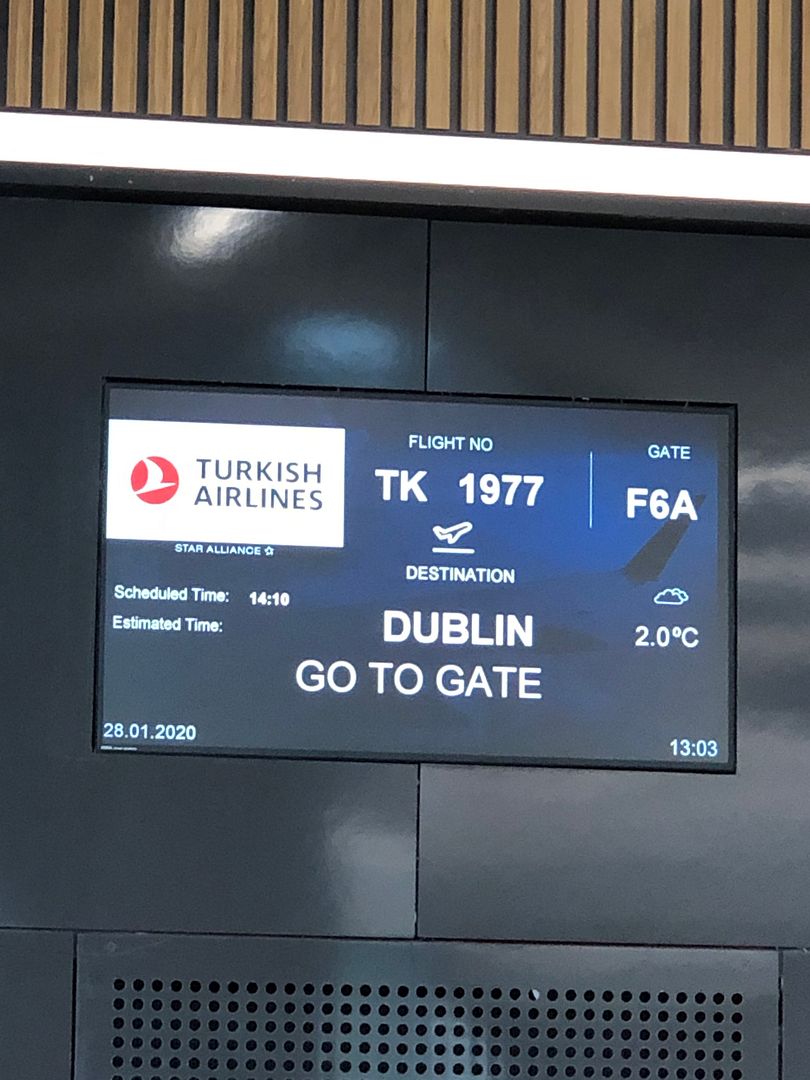 TURKISH
AIRLINES
STAR ALLIANCE
FLIGHT NO
TK 1977
GATE
F6A
DESTINATION
DUBLIN
GO TO GATE
Scheduled Time: 14:10
Estimated Time:
2.0ºC
28.01.2020
13:03